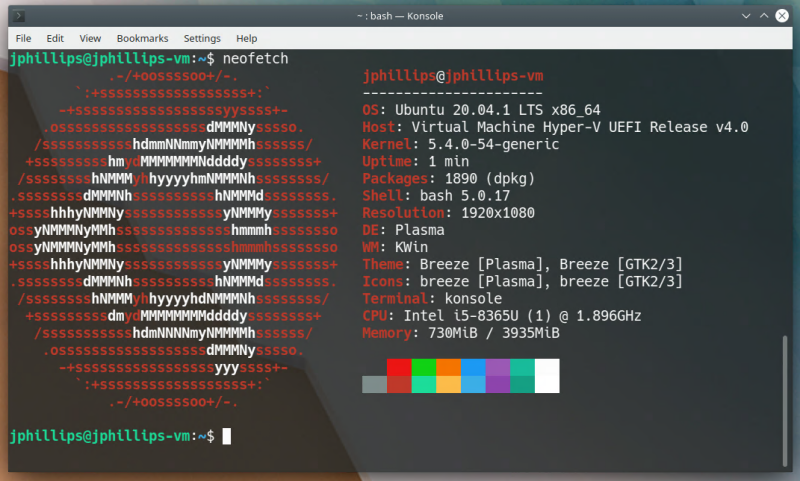 ~ : bash — Konsole
File Edit View Bookmarks Settings Help
jphillips@jphillips-vm:~$ neofetch
.-/+oossssoo+/-.
`:+ssssssssssssssssss+:`
-+ssssssssssssssssssyyssss+-
.ossssssssssssssssssdMMMNysssso.
/ssssssssssshdmmNNmmyNMMMMhssssss/
+ssssssssshmydMMMMMMMNddddyssssssss+
/sssssssshNMMMyhhyyyyhmNMMMNhssssssss/
.ssssssssdMMMNhsssssssssshNMMMdssssssss.
+sssshhhyNMMNyssssssssssssyNMMMysssssss+
ossyNMMMNyMMhsssssssssssssshmmmhssssssso
ossyNMMMNyMMhsssssssssssssshmmmhssssssso
+sssshhhyNMMNyssssssssssssyNMMMysssssss+
.ssssssssdMMMNhsssssssssshNMMMdssssssss.
/sssssssshNMMMyhhyyyyhdNMMMNhssssssss/
+sssssssssdmydMMMMMMMMddddyssssssss+
/ssssssssssshdmNNNNmyNMMMMhssssss/
.ossssssssssssssssssdMMMNysssso.
-+sssssssssssssssssyyyssss+-
`:+ssssssssssssssssss+:`
.-/+oossssoo+/-.
jphillips@jphillips-vm
----------------------
OS: Ubuntu 20.04.1 LTS x86_64
Host: Virtual Machine Hyper-V UEFI Release v4.0
Kernel: 5.4.0-54-generic
Uptime: 1 min
Packages: 1890 (dpkg)
Shell: bash 5.0.17
Resolution: 1920x1080
DE: Plasma
WM: KWin
Theme: Breeze [Plasma], Breeze [GTK2/3]
Icons: breeze [Plasma], breeze [GTK2/3]
Terminal: konsole
CPU: Intel i5-8365U (1) @ 1.896GHz
Memory: 730MiB / 3935MiB
jphillips@jphillips-vm:~$